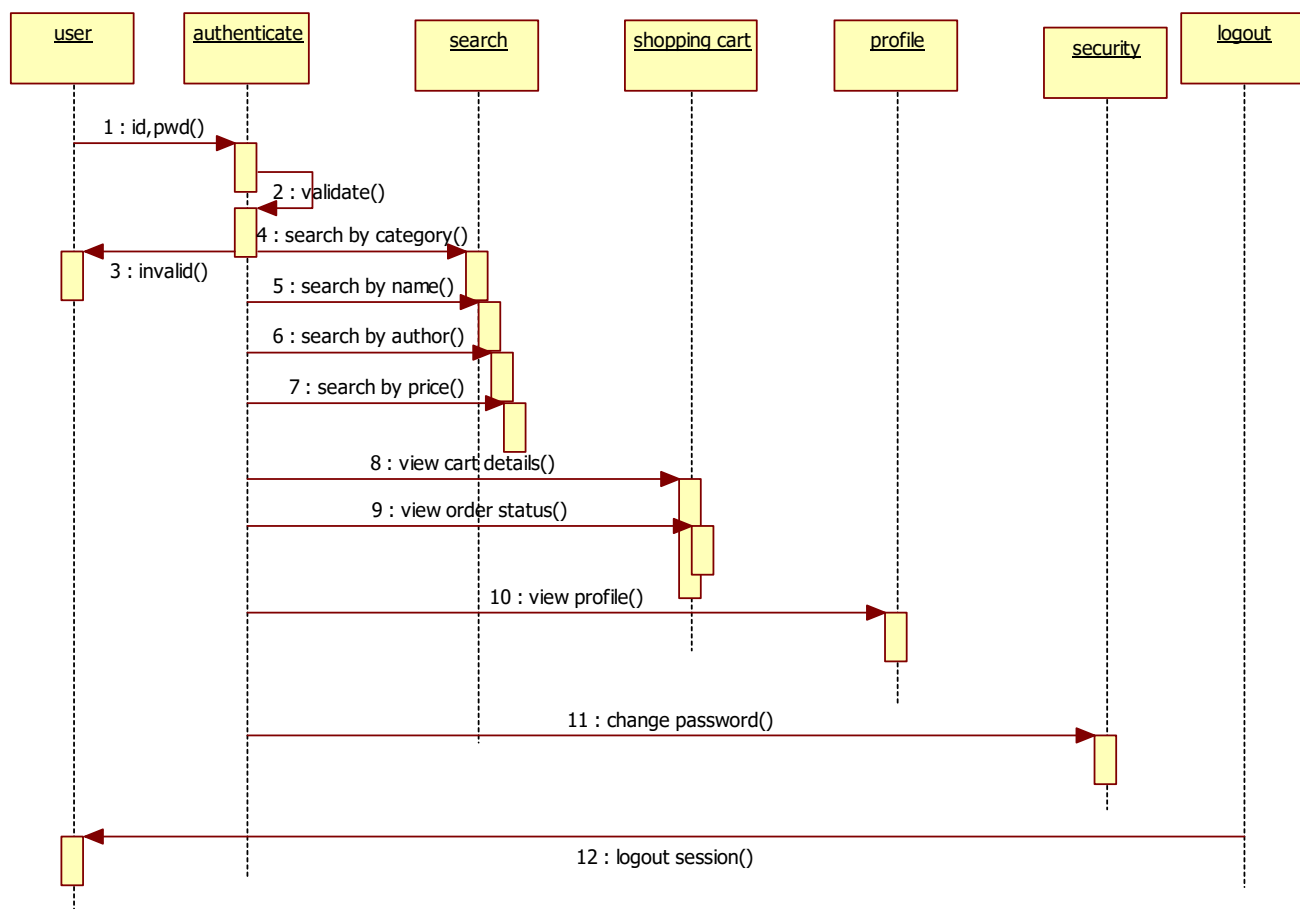 user
authenticate
search
shopping cart
profile
security
logout
1 : id,pwd()
2 : validate()
4 : search by category()
3 : invalid()
5 : search by name()
6 : search by author()
7 : search by price()
8 : view cart details()
9 : view order status()
10 : view profile()
11 : change password()
12 : logout session()